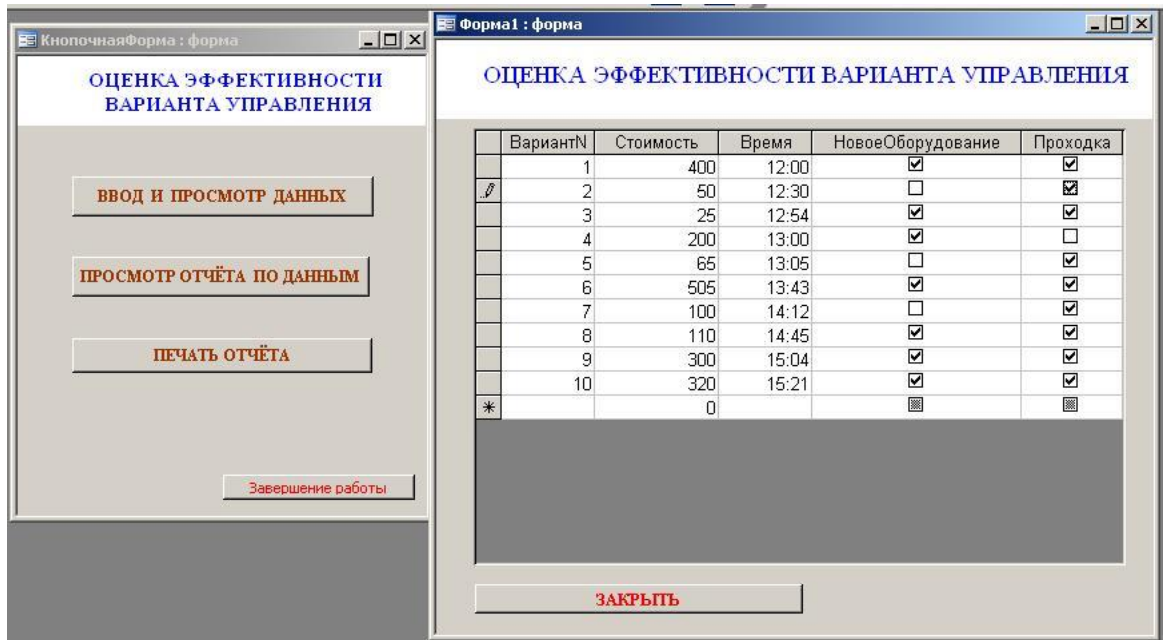 КнопочнаяФорма : форма
ОЦЕНКА ЭФФЕКТИВНОСТИ
ВАРИАНТА УПРАВЛЕНИЯ
ВВОД И ПРОСМОТР ДАННЫХ
ПРОСМОТР ОТЧЁТА ПО ДАННЫМ
ПЕЧАТЬ ОТЧЁТА
Завершение работы
Форма1 : форма
ОЦЕНКА ЭФФЕКТИВНОСТИ ВАРИАНТА УПРАВЛЕНИЯ
ВариантN Стоимость Время НовоеОборудование Проходка
1 400 12:00
2 50 12:30
3 25 12:54
4 200 13:00
5 65 13:05
6 505 13:43
7 100 14:12
8 110 14:45
9 300 15:04
10 320 15:21
0
ЗАКРЫТЬ